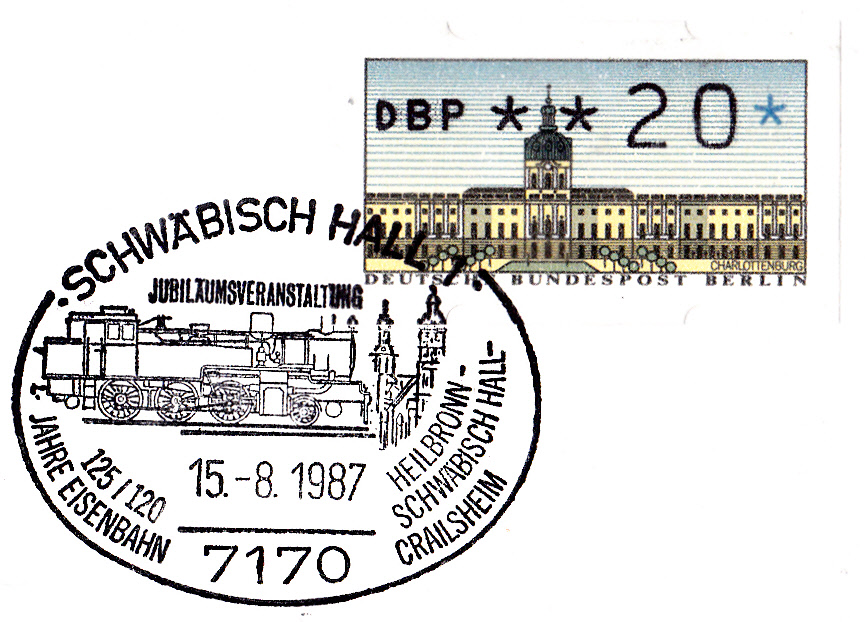 DBP ** 20*
CHARLOTTENBURG
DEUTSCHE BUNDESPOST BERLIN
·SCHWÄBISCH HALL 1·
JUBILÄUMSVERANSTALTUNG
125/120
JAHRE EISENBAHN
HEILBRONN-
SCHWÄBISCH HALL-
CRAILSHEIM
15.-8. 1987
7170